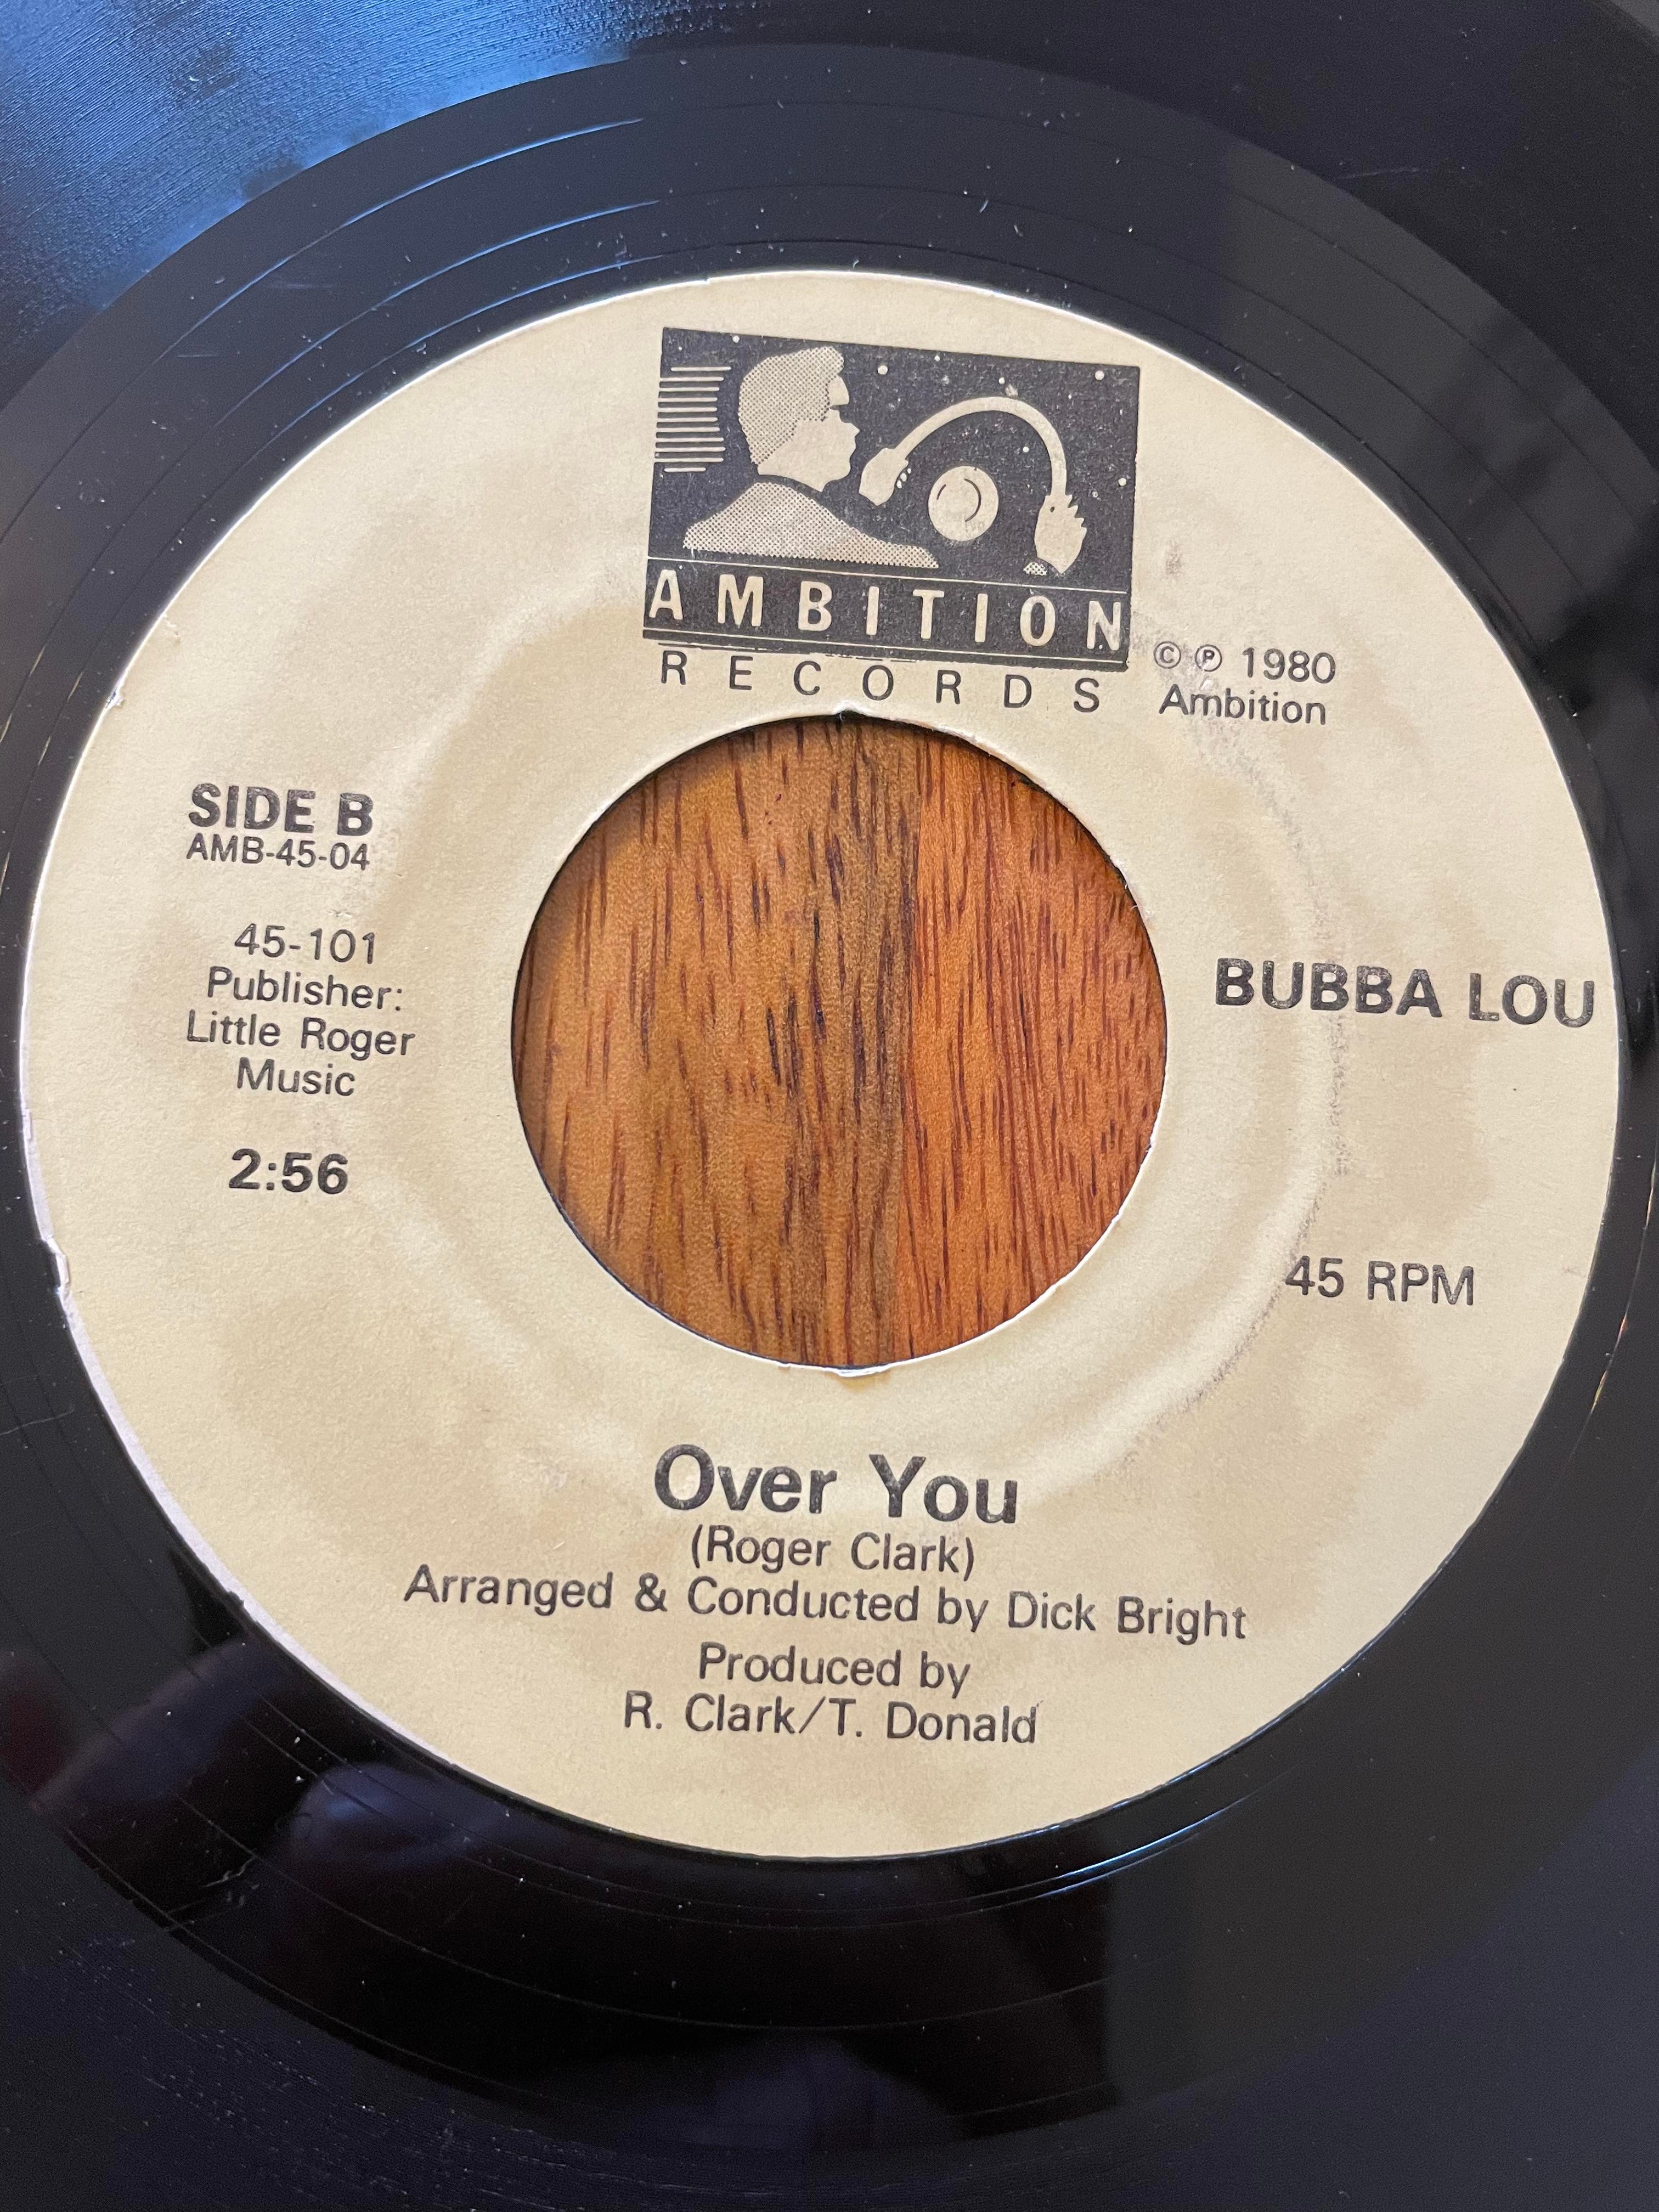 AMBITION
RECORDS
© ℗ 1980
Ambition
SIDE B
AMB-45-04
45-101
Publisher:
Little Roger
Music
2:56
BUBBA LOU
45 RPM
Over You
(Roger Clark)
Arranged & Conducted by Dick Bright
Produced by
R. Clark/T. Donald